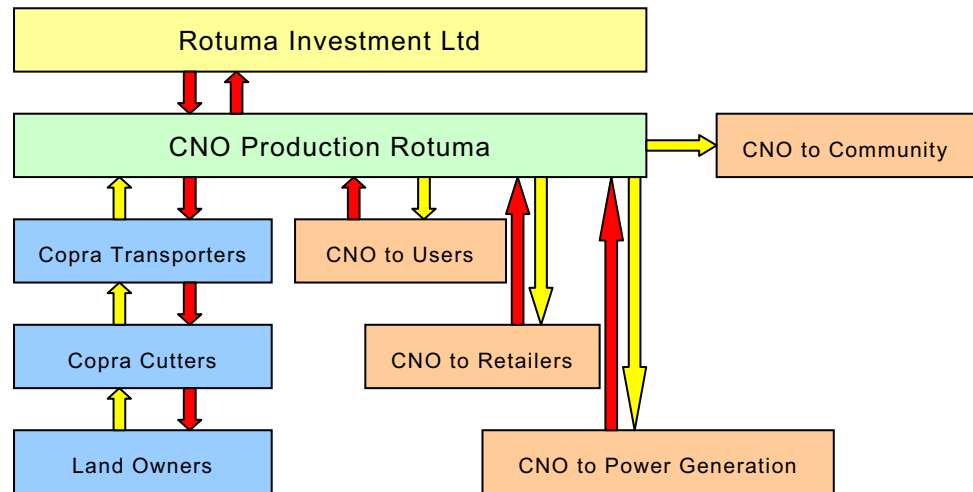 Rotuma Investment Ltd
CNO Production Rotuma
CNO to Community
Copra Transporters
CNO to Users
Copra Cutters
CNO to Retailers
Land Owners
CNO to Power Generation